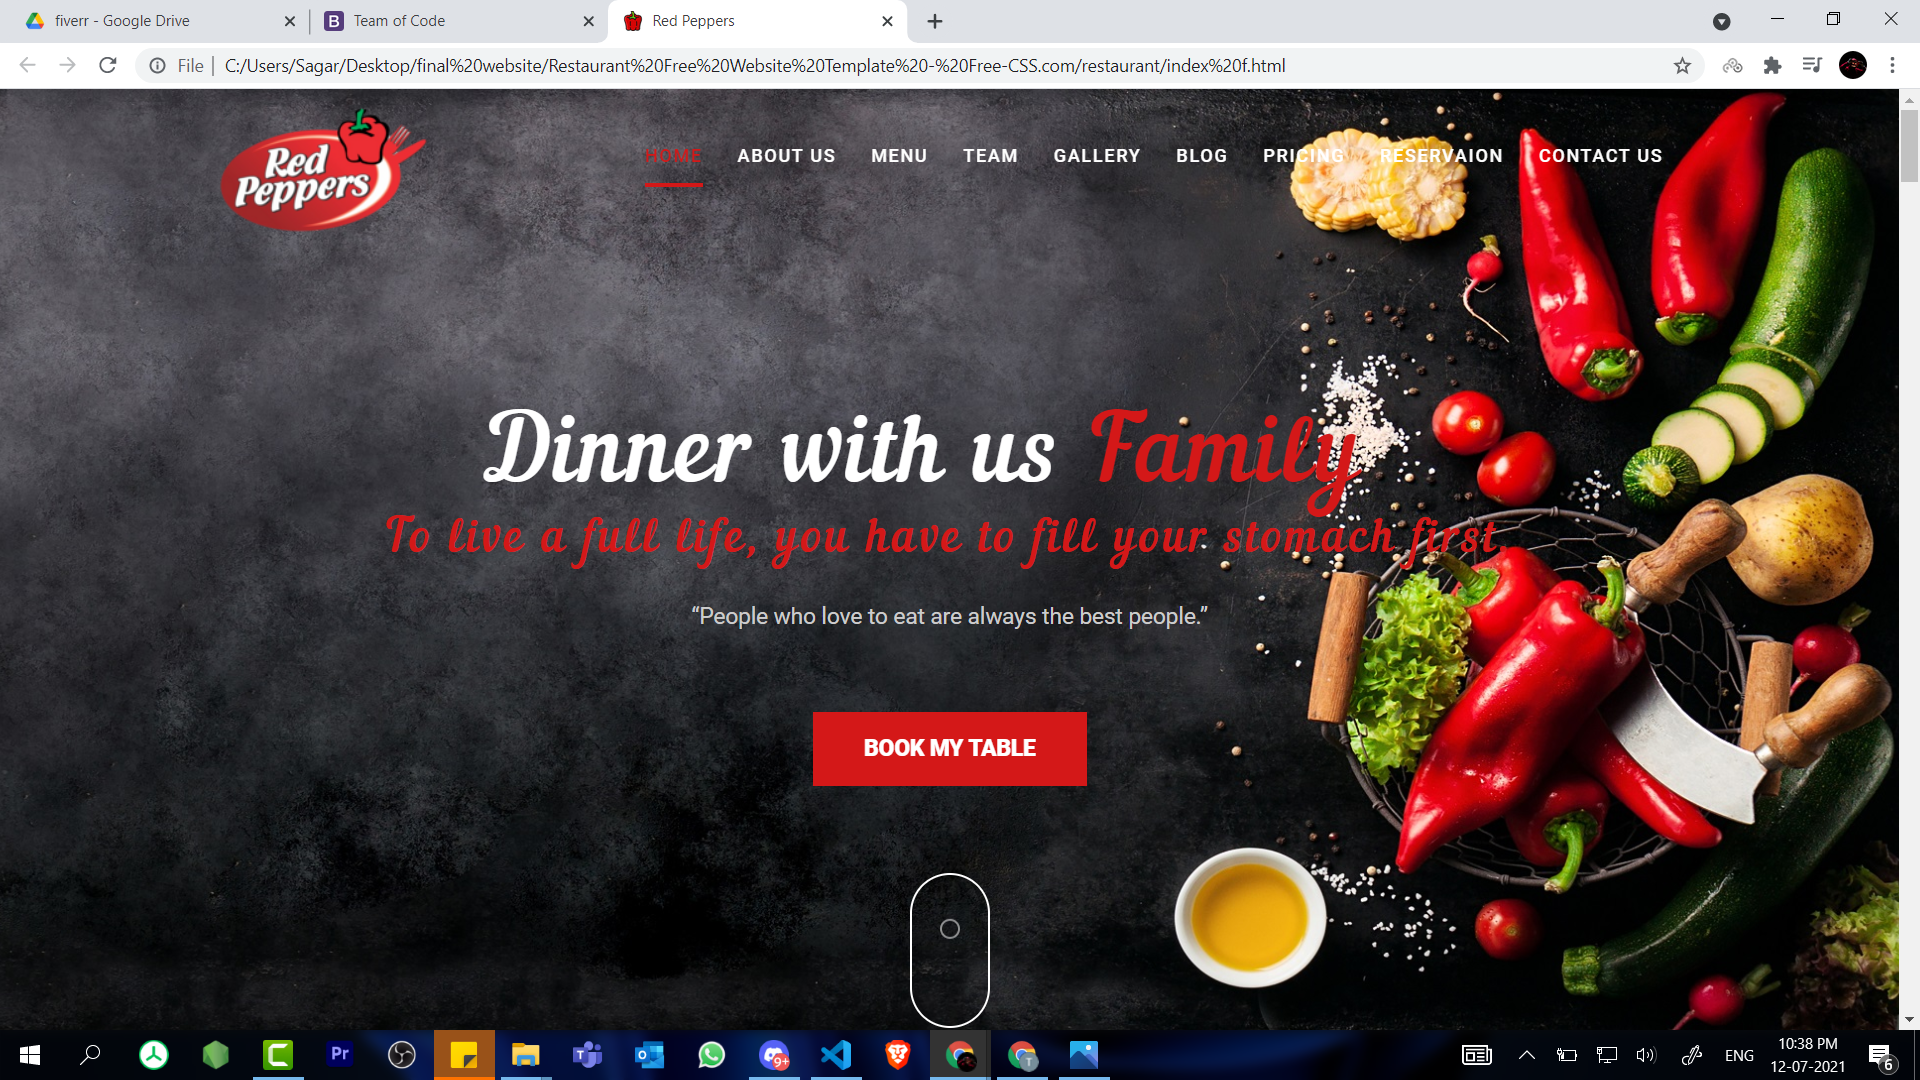 fiverr - Google Drive
Team of Code
Red Peppers
File | C:/Users/Sagar/Desktop/final%20website/Restaurant%20Free%20Website%20Template%20-%20Free-CSS.com/restaurant/index%20f.html
Red
Peppers
HOME ABOUT US MENU TEAM GALLERY BLOG PRICING RESERVAION CONTACT US
Dinner with us Family
To live a full life, you have to fill your stomach first.
“People who love to eat are always the best people.”
BOOK MY TABLE
Pr
9+
T
ENG
10:38 PM
12-07-2021
6